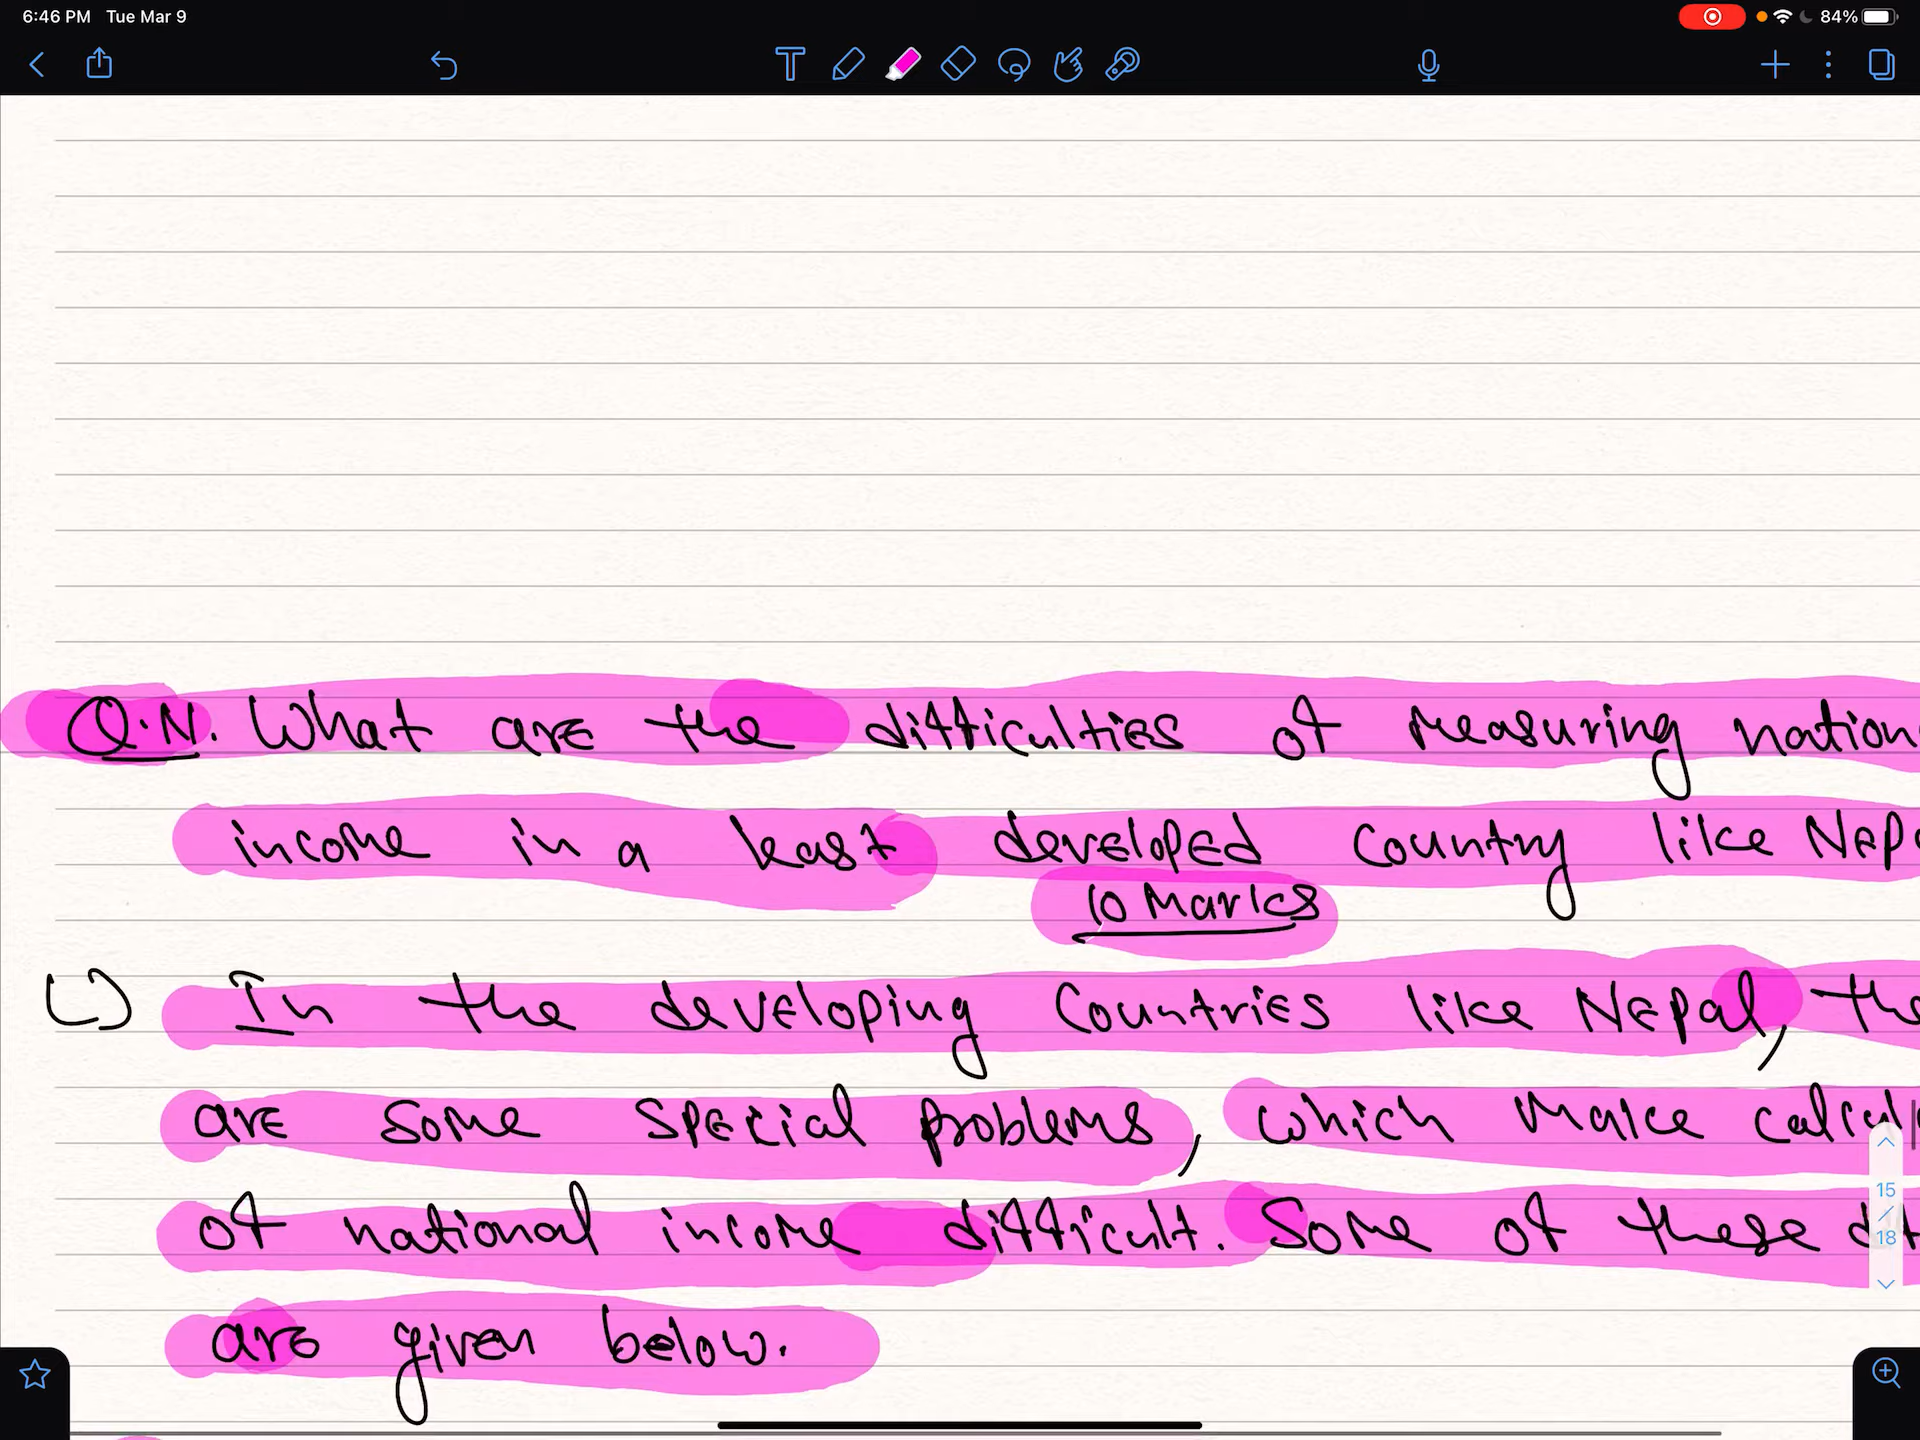 6:46 PM Tue Mar 9
84%
Q.N. What are the difficulties of measuring nation
income in a least developed country like Nep
10 Marks
In the developing countries like Nepal, the
are some special problems, which make calcul
of national income difficult. Some of these d
are given below.
15
/
18